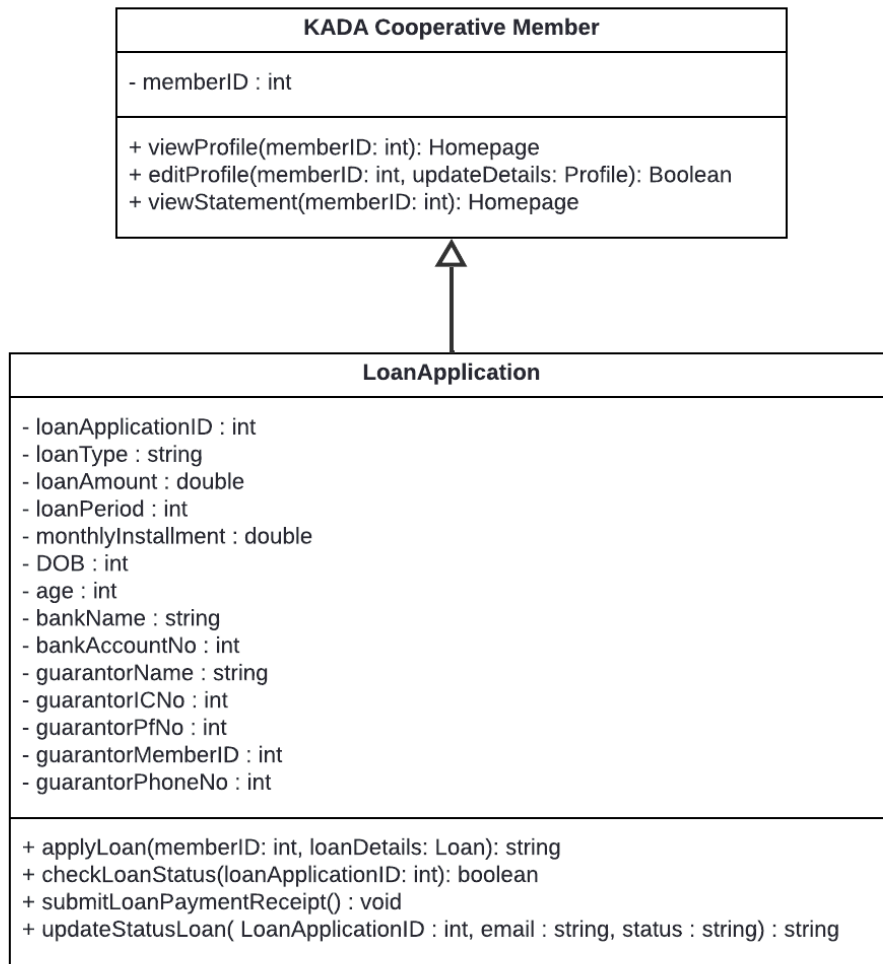 KADA Cooperative Member
- memberID : int
+ viewProfile(memberID: int): Homepage
+ editProfile(memberID: int, updateDetails: Profile): Boolean
+ viewStatement(memberID: int): Homepage
LoanApplication
- loanApplicationID : int
- loanType : string
- loanAmount : double
- loanPeriod : int
- monthlyInstallment : double
- DOB : int
- age : int
- bankName : string
- bankAccountNo : int
- guarantorName : string
- guarantorICNo : int
- guarantorPfNo : int
- guarantorMemberID : int
- guarantorPhoneNo : int
+ applyLoan(memberID: int, loanDetails: Loan): string
+ checkLoanStatus(loanApplicationID: int): boolean
+ submitLoanPaymentReceipt() : void
+ updateStatusLoan( LoanApplicationID : int, email : string, status : string) : string